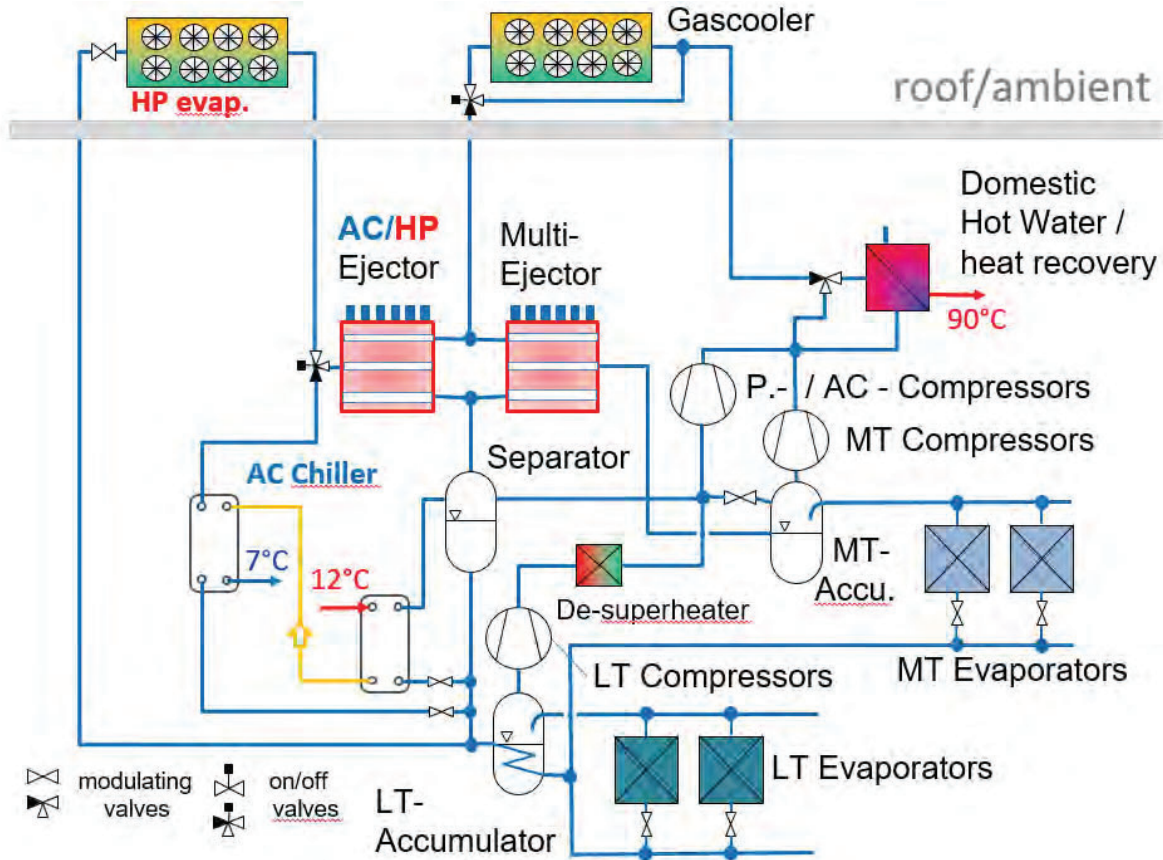 Gascooler
HP evap.
roof/ambient
Domestic
Hot Water /
heat recovery
90°C
AC/HP
Ejector
Multi-
Ejector
P.- / AC - Compressors
MT Compressors
Separator
AC Chiller
7°C
12°C
MT-
Accu.
De-superheater
LT Compressors
MT Evaporators
LT Evaporators
LT-
Accumulator
modulating
valves
on/off
valves